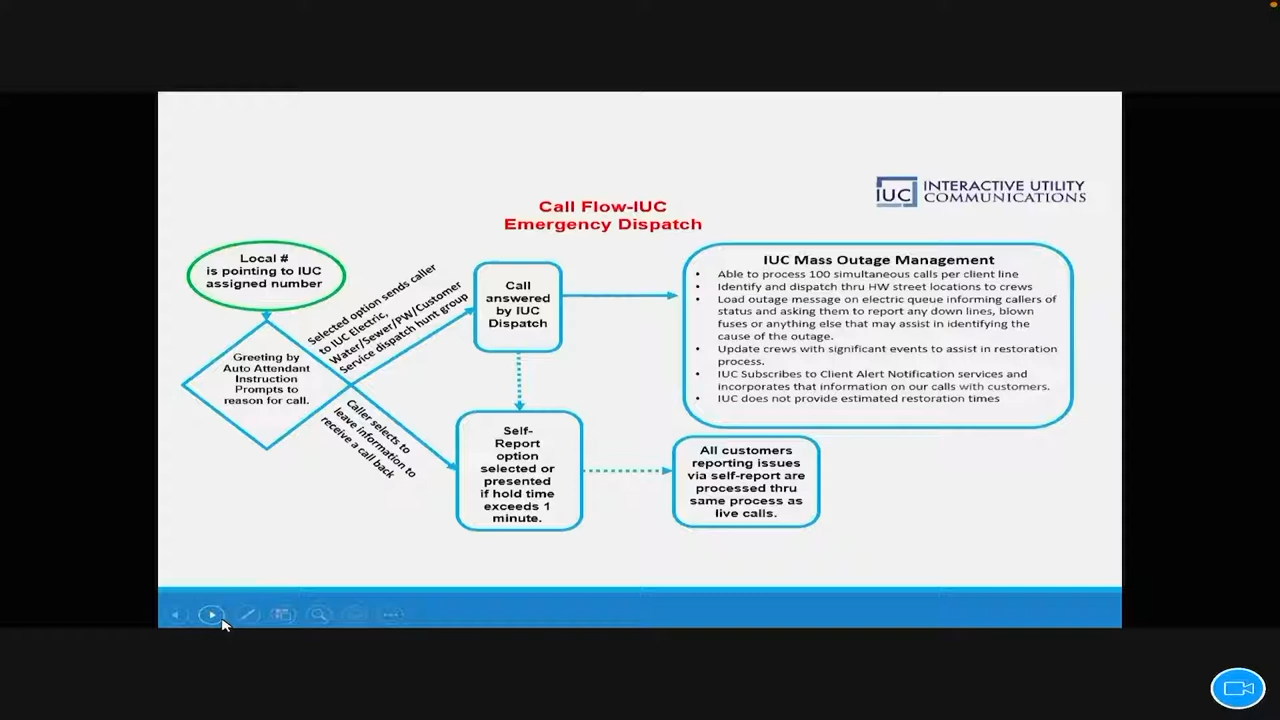 IUC INTERACTIVE UTILITY
COMMUNICATIONS
Call Flow-IUC
Emergency Dispatch
Local #
is pointing to IUC
assigned number
Greeting by
Auto Attendant
Instruction
Prompts to
reason for call.
Selected option sends caller
to IUC Electric,
Water/Sewer/PW/Customer
Service dispatch hunt group
Caller selects to
leave information to
receive a call back
Call
answered
by IUC
Dispatch
Self-
Report
option
selected or
presented
if hold time
exceeds 1
minute.
IUC Mass Outage Management
• Able to process 100 simultaneous calls per client line
• Identify and dispatch thru HW street locations to crews
• Load outage message on electric queue informing callers of
status and asking them to report any down lines, blown
fuses or anything else that may assist in identifying the
cause of the outage.
• Update crews with significant events to assist in restoration
process.
• IUC Subscribes to Client Alert Notification services and
incorporates that information on our calls with customers.
• IUC does not provide estimated restoration times
All customers
reporting issues
via self-report are
processed thru
same process as
live calls.